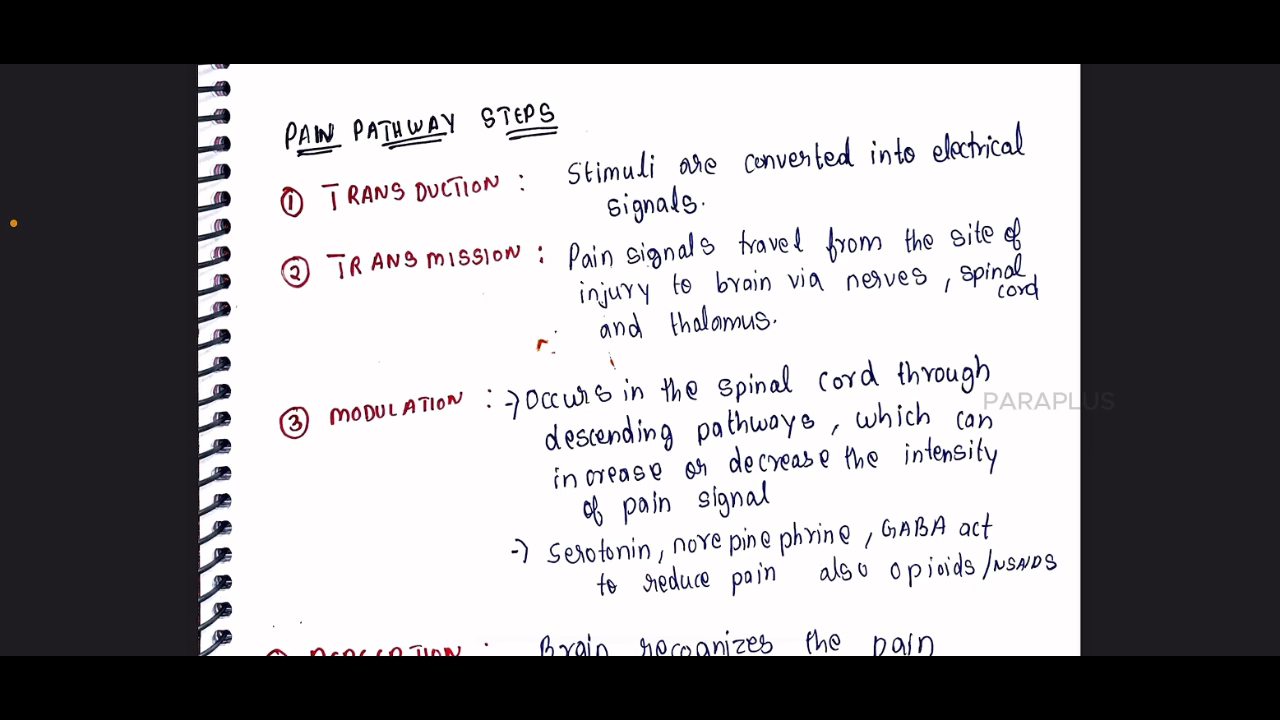 PAIN PATHWAY STEPS
① TRANSDUCTION : Stimuli are converted into electrical
signals.
② TRANSMISSION : Pain signals travel from the site of
injury to brain via nerves, spinal
cord
and thalamus.
③ MODULATION : → Occurs in the spinal cord through
PARAPLUS
descending pathways, which can
increase or decrease the intensity
of pain signal
→ Serotonin, norepinephrine, GABA act
to reduce pain also opioids/NSAIDS
PERCEPTION : Brain recognizes the pain